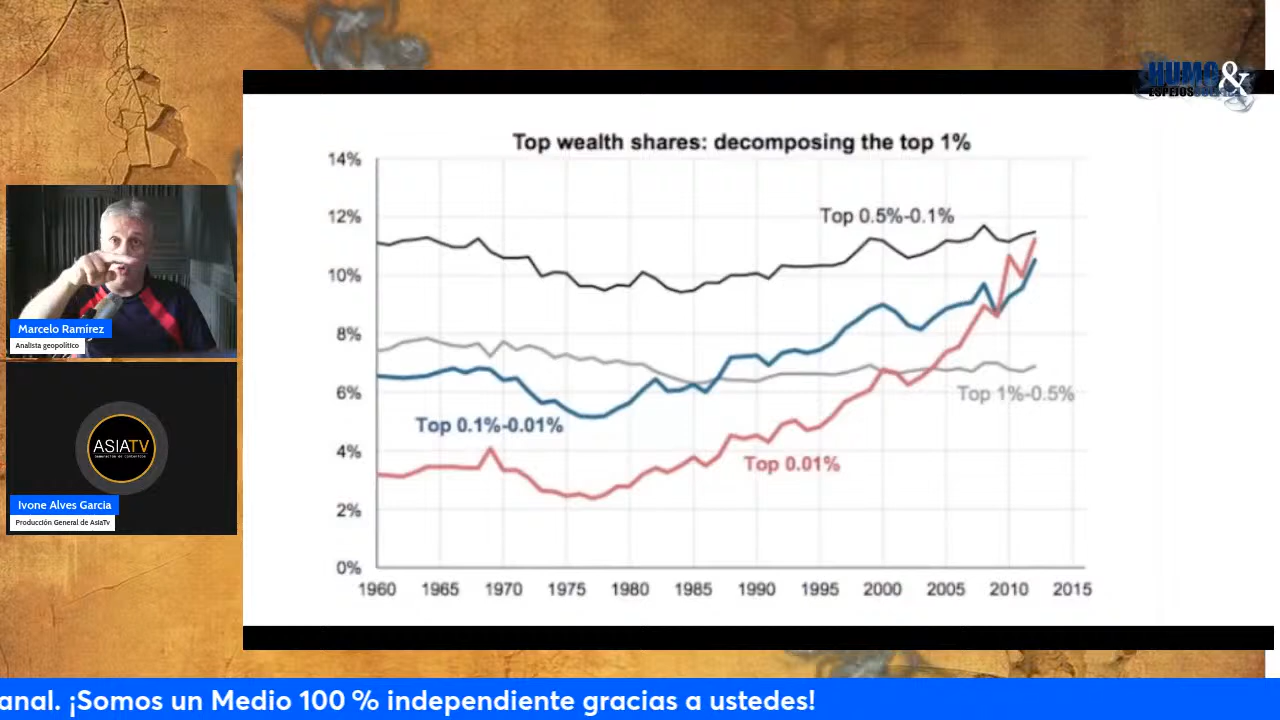 HUMO &
ESPEJOS
Top wealth shares: decomposing the top 1%
14%
12%
10%
8%
6%
4%
2%
0%
1960 1965 1970 1975 1980 1985 1990 1995 2000 2005 2010 2015
Top 0.5%-0.1%
Top 1%-0.5%
Top 0.1%-0.01%
Top 0.01%
Marcelo Ramírez
Analista geopolítico
ASIATV
Ivone Alves Garcia
Producción General de AsiaTv
anal. ¡Somos un Medio 100 % independiente gracias a ustedes!